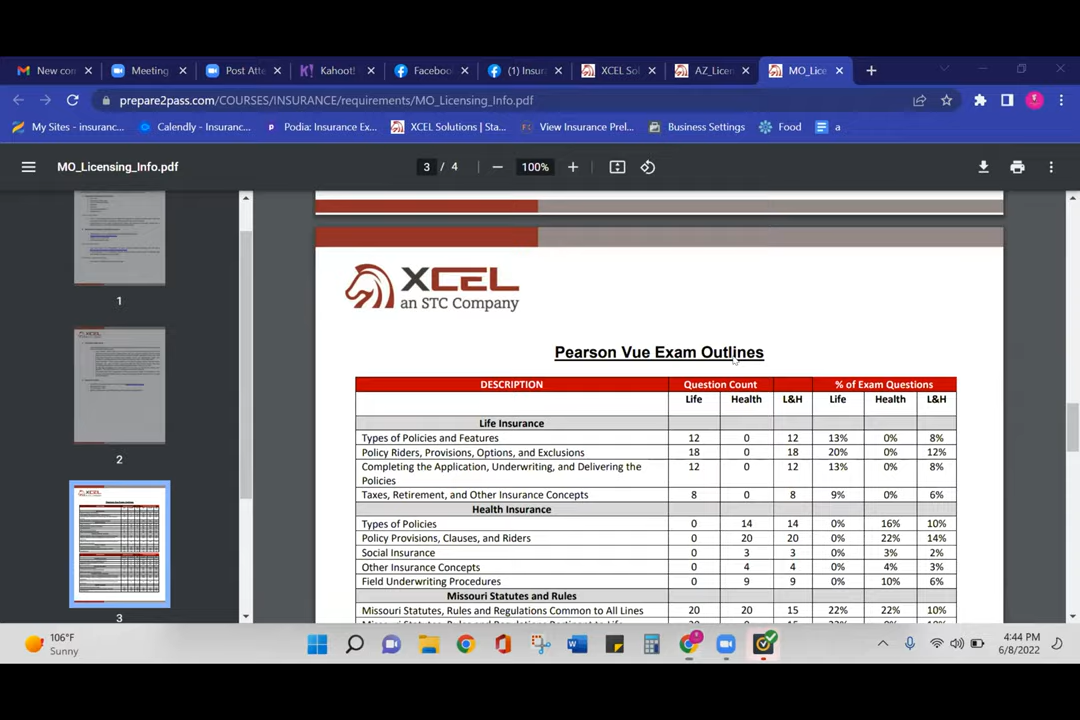 New con
Meeting
Post Atte
Kahoot!
Faceboo
(1) Insur
XCEL Sol
AZ_Licen
MO_Lice
prepare2pass.com/COURSES/INSURANCE/requirements/MO_Licensing_Info.pdf
My Sites - insuranc...
Calendly - Insuranc...
Podia: Insurance Ex...
XCEL Solutions | Sta...
View Insurance Prel...
Business Settings
Food
a
MO_Licensing_Info.pdf
3 / 4
100%
1
2
3
XCEL
an STC Company
Pearson Vue Exam Outlines
DESCRIPTION Question Count % of Exam Questions
Life Health L&H Life Health L&H
Life Insurance
Types of Policies and Features 12 0 12 13% 0% 8%
Policy Riders, Provisions, Options, and Exclusions 18 0 18 20% 0% 12%
Completing the Application, Underwriting, and Delivering the 12 0 12 13% 0% 8%
Policies
Taxes, Retirement, and Other Insurance Concepts 8 0 8 9% 0% 6%
Health Insurance
Types of Policies 0 14 14 0% 16% 10%
Policy Provisions, Clauses, and Riders 0 20 20 0% 22% 14%
Social Insurance 0 3 3 0% 3% 2%
Other Insurance Concepts 0 4 4 0% 4% 3%
Field Underwriting Procedures 0 9 9 0% 10% 6%
Missouri Statutes and Rules
Missouri Statutes, Rules and Regulations Common to All Lines 20 20 15 22% 22% 10%
106°F
Sunny
4:44 PM
6/8/2022